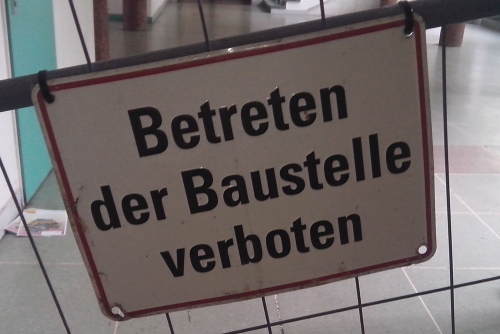 Betreten
der Baustelle
verboten